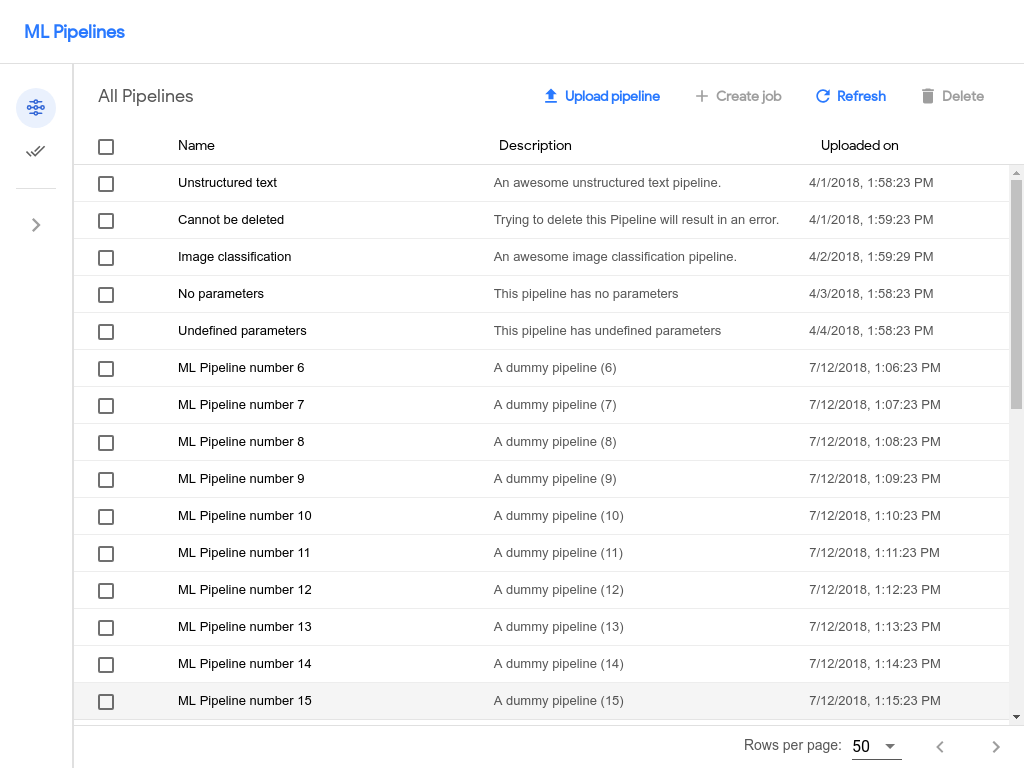 ML Pipelines
All Pipelines Upload pipeline Create job Refresh Delete
Name Description Uploaded on
Unstructured text An awesome unstructured text pipeline. 4/1/2018, 1:58:23 PM
Cannot be deleted Trying to delete this Pipeline will result in an error. 4/1/2018, 1:59:23 PM
Image classification An awesome image classification pipeline. 4/2/2018, 1:59:29 PM
No parameters This pipeline has no parameters 4/3/2018, 1:58:23 PM
Undefined parameters This pipeline has undefined parameters 4/4/2018, 1:58:23 PM
ML Pipeline number 6 A dummy pipeline (6) 7/12/2018, 1:06:23 PM
ML Pipeline number 7 A dummy pipeline (7) 7/12/2018, 1:07:23 PM
ML Pipeline number 8 A dummy pipeline (8) 7/12/2018, 1:08:23 PM
ML Pipeline number 9 A dummy pipeline (9) 7/12/2018, 1:09:23 PM
ML Pipeline number 10 A dummy pipeline (10) 7/12/2018, 1:10:23 PM
ML Pipeline number 11 A dummy pipeline (11) 7/12/2018, 1:11:23 PM
ML Pipeline number 12 A dummy pipeline (12) 7/12/2018, 1:12:23 PM
ML Pipeline number 13 A dummy pipeline (13) 7/12/2018, 1:13:23 PM
ML Pipeline number 14 A dummy pipeline (14) 7/12/2018, 1:14:23 PM
ML Pipeline number 15 A dummy pipeline (15) 7/12/2018, 1:15:23 PM
Rows per page: 50